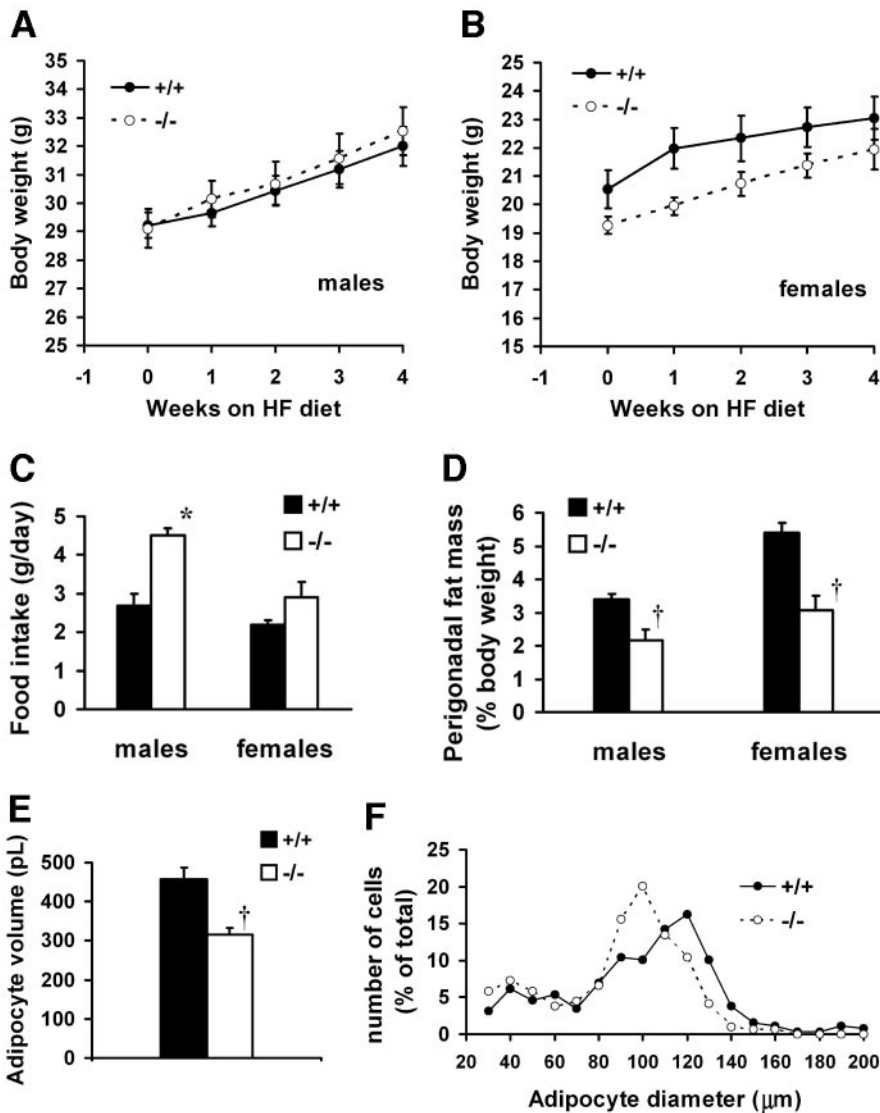 A
Body weight (g)
35
34
33
32
31
30
29
28
27
26
25
+/+
-/-
males
-1 0 1 2 3 4
Weeks on HF diet
B
Body weight (g)
25
24
23
22
21
20
19
18
17
16
15
+/+
-/-
females
-1 0 1 2 3 4
Weeks on HF diet
C
Food intake (g/day)
5
4
3
2
1
0
+/+
-/-
*
males females
D
Perigonadal fat mass
(% body weight)
6
5
4
3
2
1
0
+/+
-/-
†
†
males females
E
Adipocyte volume (pL)
500
400
300
200
100
0
+/+
-/-
†
F
number of cells
(% of total)
25
20
15
10
5
0
+/+
-/-
20 40 60 80 100 120 140 160 180 200
Adipocyte diameter (μm)